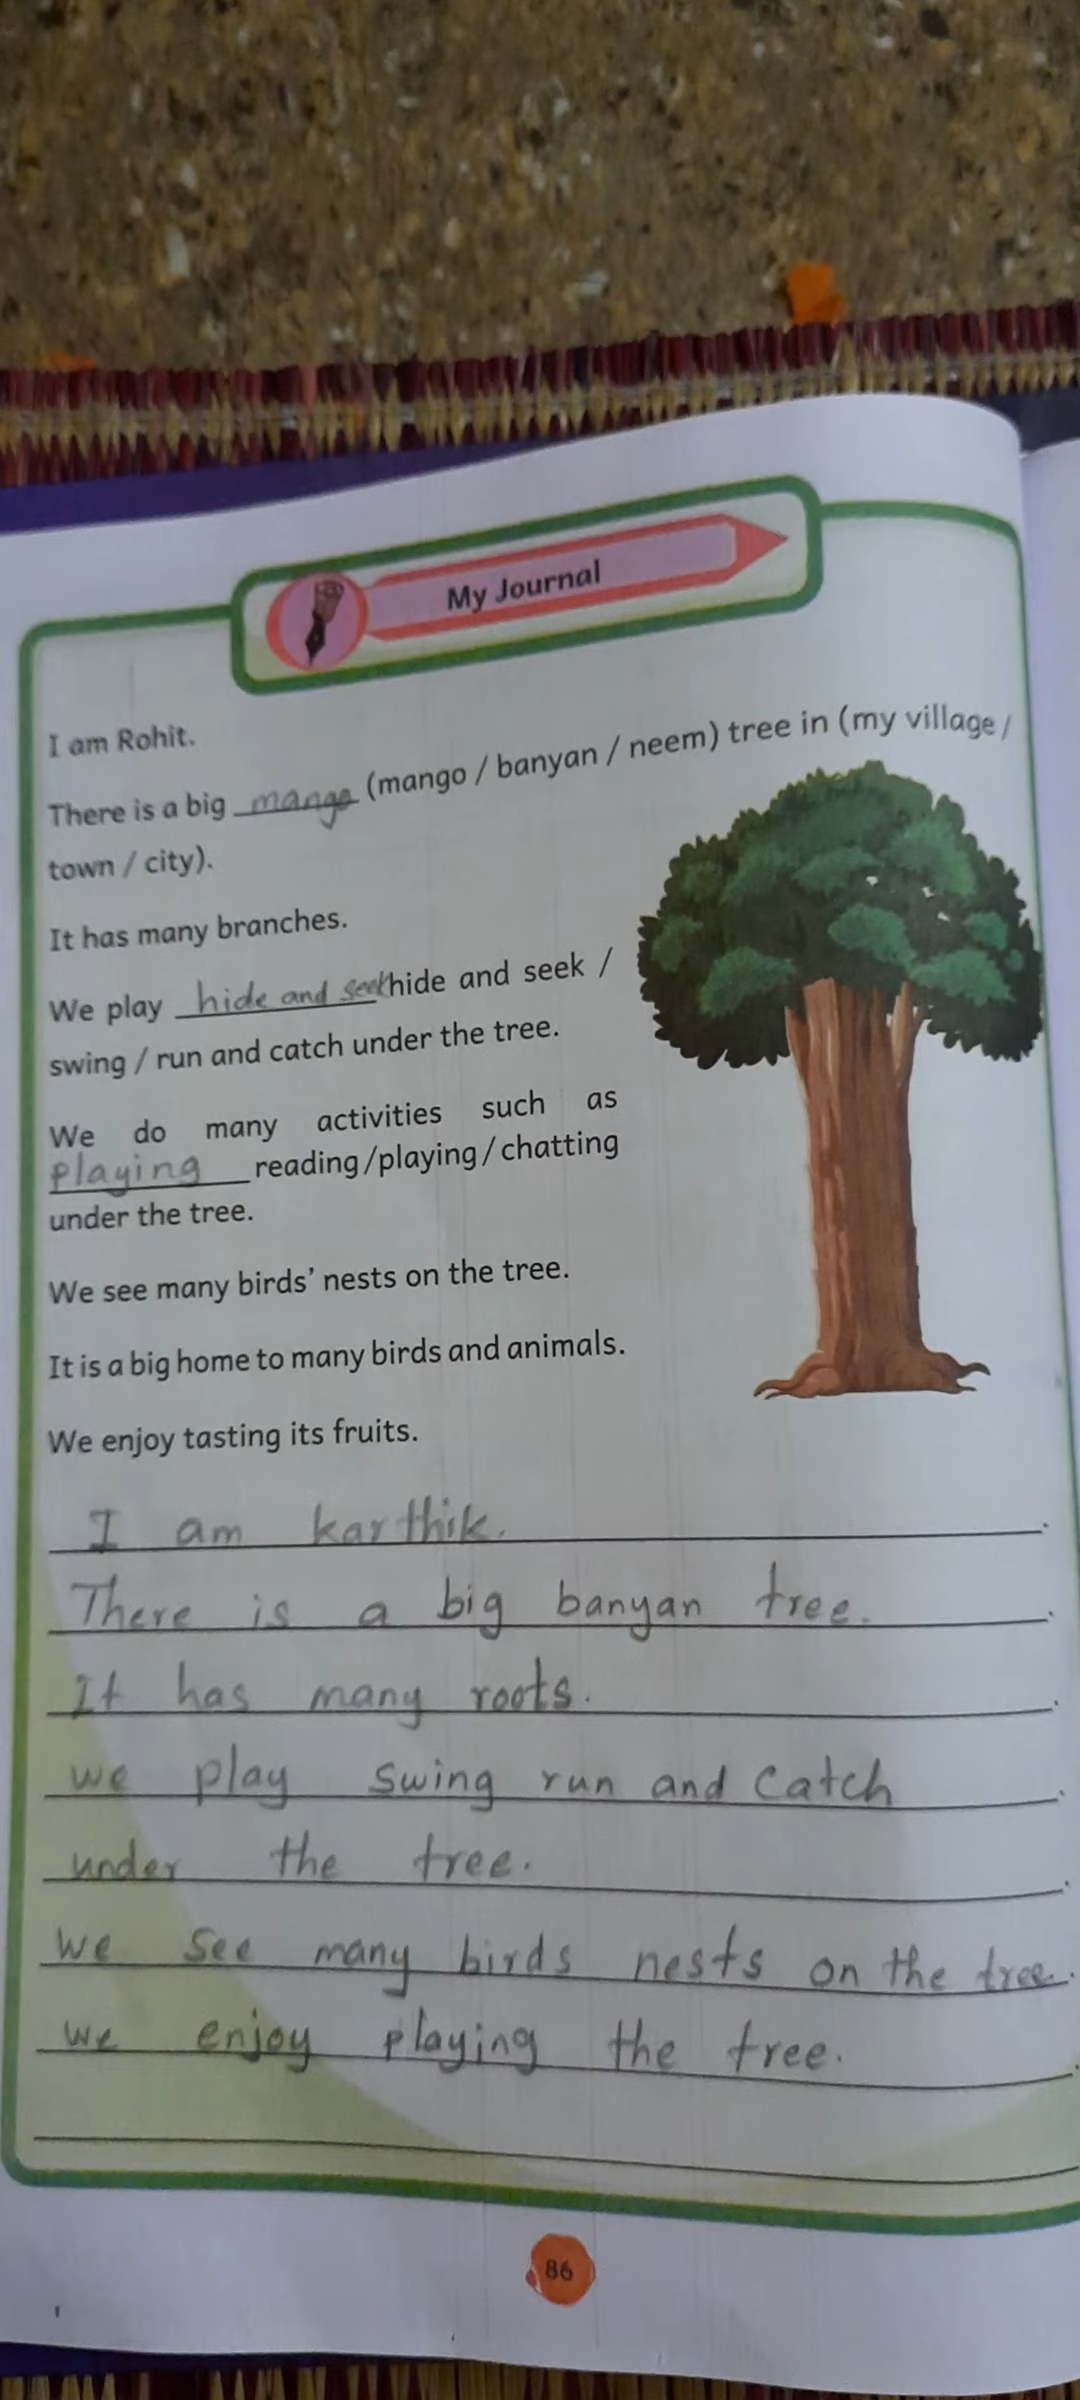 My Journal
I am Rohit.
There is a big mango (mango / banyan / neem) tree in (my village /
town / city).
It has many branches.
We play hide and seek hide and seek /
swing / run and catch under the tree.
We do many activities such as
playing reading/playing/chatting
under the tree.
We see many birds' nests on the tree.
It is a big home to many birds and animals.
We enjoy tasting its fruits.
I am karthik.
There is a big banyan tree.
It has many roots.
we play swing run and catch
under the tree.
we see many birds nests on the tree.
we enjoy playing the tree.
86